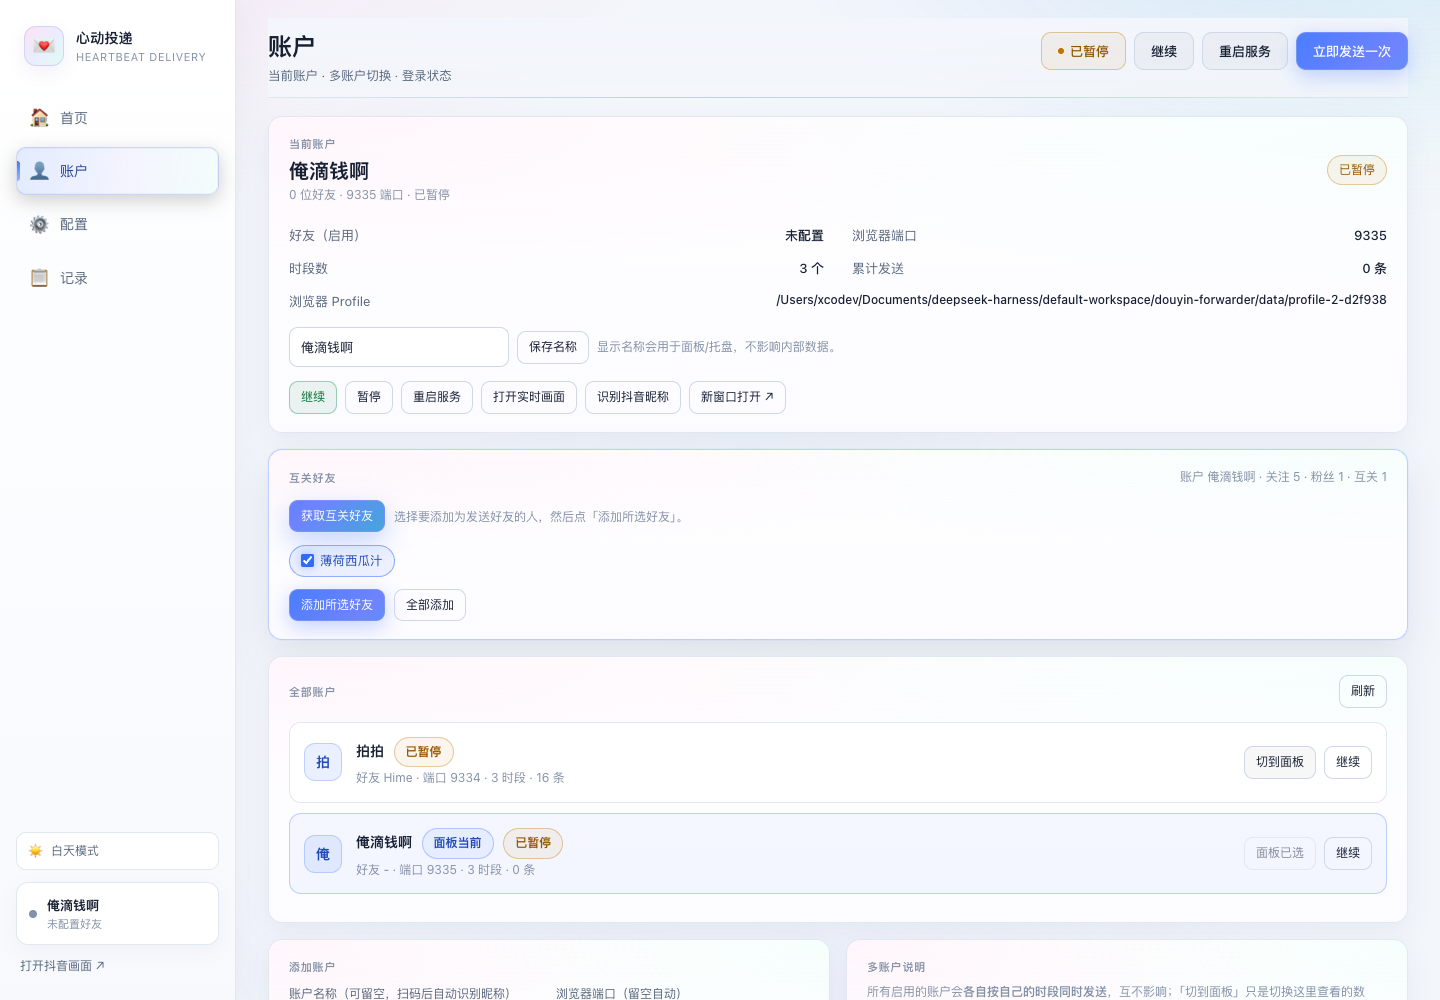 心动投递
HEARTBEAT DELIVERY
首页
账户
配置
记录
白天模式
俺滴钱啊
未配置好友
打开抖音画面 ↗
账户
当前账户 · 多账户切换 · 登录状态
已暂停
继续
重启服务
立即发送一次
当前账户
俺滴钱啊
0 位好友 · 9335 端口 · 已暂停
已暂停
好友（启用） 未配置
浏览器端口 9335
时段数 3 个
累计发送 0 条
浏览器 Profile /Users/xcodev/Documents/deepseek-harness/default-workspace/douyin-forwarder/data/profile-2-d2f938
俺滴钱啊
保存名称
显示名称会用于面板/托盘，不影响内部数据。
继续
暂停
重启服务
打开实时画面
识别抖音昵称
新窗口打开 ↗
互关好友
账户 俺滴钱啊 · 关注 5 · 粉丝 1 · 互关 1
获取互关好友
选择要添加为发送好友的人，然后点「添加所选好友」。
薄荷西瓜汁
添加所选好友
全部添加
全部账户
刷新
拍
拍拍
已暂停
好友 Hime · 端口 9334 · 3 时段 · 16 条
切到面板
继续
俺
俺滴钱啊
面板当前
已暂停
好友 - · 端口 9335 · 3 时段 · 0 条
面板已选
继续
添加账户
账户名称（可留空，扫码后自动识别昵称）
浏览器端口（留空自动）
多账户说明
所有启用的账户会各自按自己的时段同时发送，互不影响；「切到面板」只是切换这里查看的数